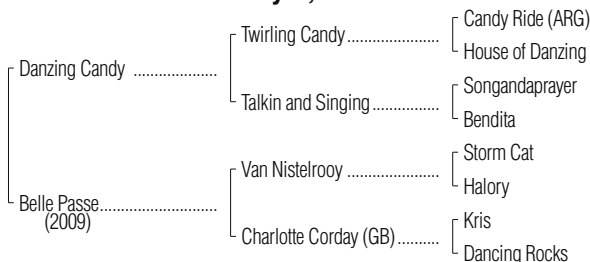 Candy Ride (ARG)
Twirling Candy
House of Danzing
Danzing Candy
Songandaprayer
Talkin and Singing
Bendita
Storm Cat
Van Nistelrooy
Halory
Belle Passe
(2009)
Kris
Charlotte Corday (GB)
Dancing Rocks